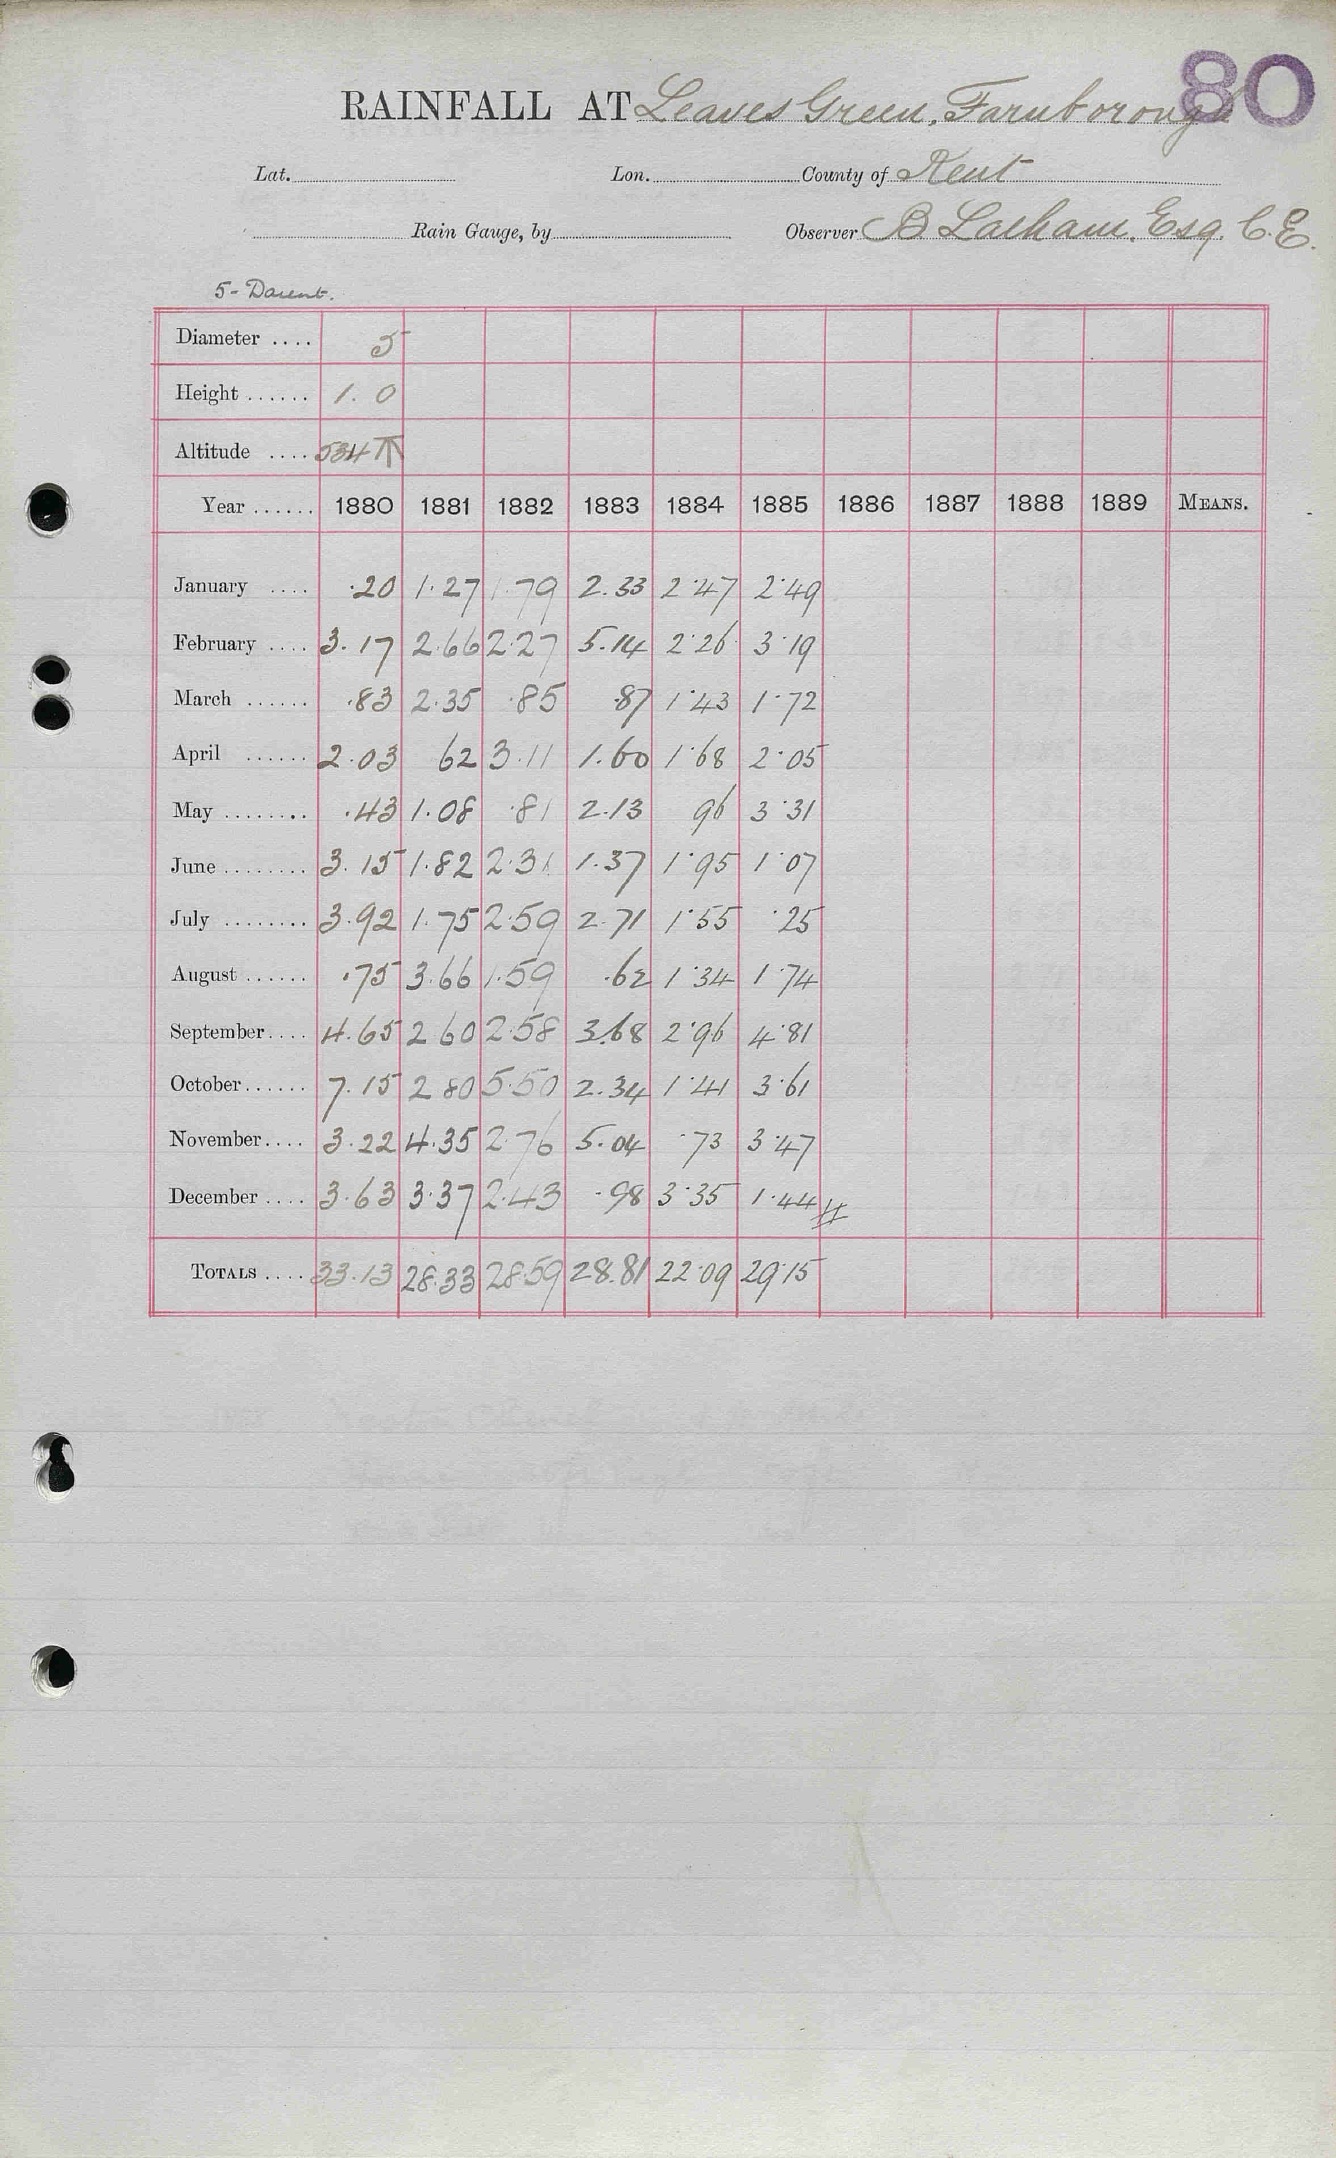 80
RAINFALL AT Leaves Green, Farnborough
Lat. Lon. County of Kent
Rain Gauge, by Observer B Latham, Esq. C.E.
5 - Darent.
Diameter .... 5
Height ...... 1. 0
Altitude .... 534 T
Year ...... 1880 1881 1882 1883 1884 1885 1886 1887 1888 1889 MEANS.
January .... .20 1.27 1.79 2.33 2.47 2.49
February .... 3.17 2.66 2.27 5.14 2.26 3.19
March ...... .83 2.35 .85 .87 1.43 1.72
April ...... 2.03 62 3.11 1.60 1.68 2.05
May ........ .43 1.08 .81 2.13 96 3.31
June ........ 3.15 1.82 2.31 1.37 1.95 1.07
July ........ 3.92 1.75 2.59 2.71 1.55 .25
August ...... .75 3.66 1.59 .62 1.34 1.74
September .... 4.65 2 60 2.58 3.68 2.96 4.81
October ...... 7.15 2 80 5.50 2.34 1.41 3.61
November .... 3.22 4.35 2.76 5.04 .73 3.47
December .... 3.63 3.37 2.43 .98 3.35 1.44
TOTALS .... 33.13 28.33 28.59 28.81 22.09 29.15